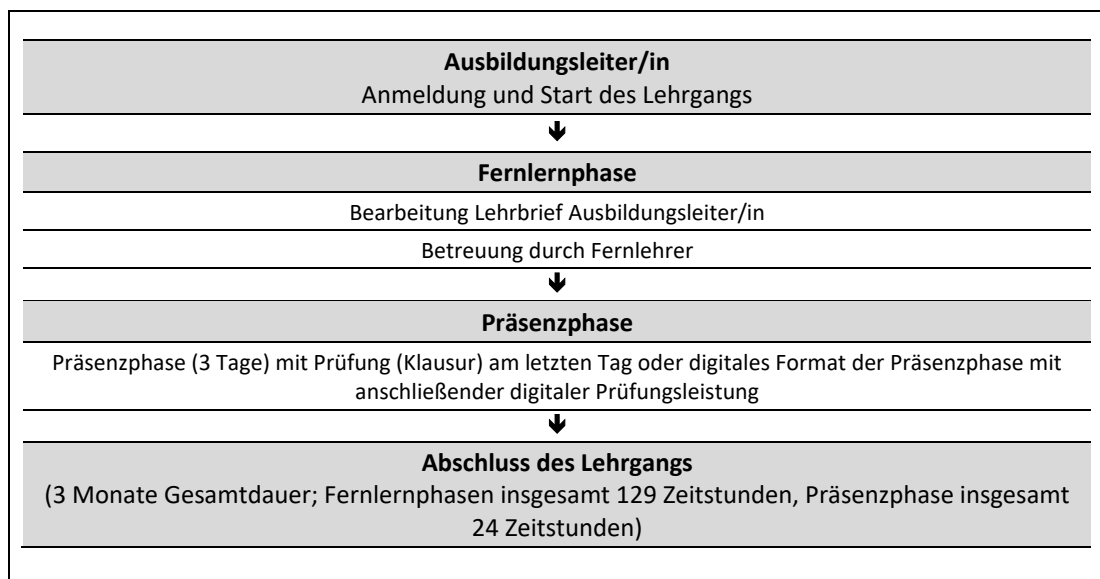 Ausbildungsleiter/in
Anmeldung und Start des Lehrgangs
Fernlernphase
Bearbeitung Lehrbrief Ausbildungsleiter/in
Betreuung durch Fernlehrer
Präsenzphase
Präsenzphase (3 Tage) mit Prüfung (Klausur) am letzten Tag oder digitales Format der Präsenzphase mit
anschließender digitaler Prüfungsleistung
Abschluss des Lehrgangs
(3 Monate Gesamtdauer; Fernlernphasen insgesamt 129 Zeitstunden, Präsenzphase insgesamt
24 Zeitstunden)